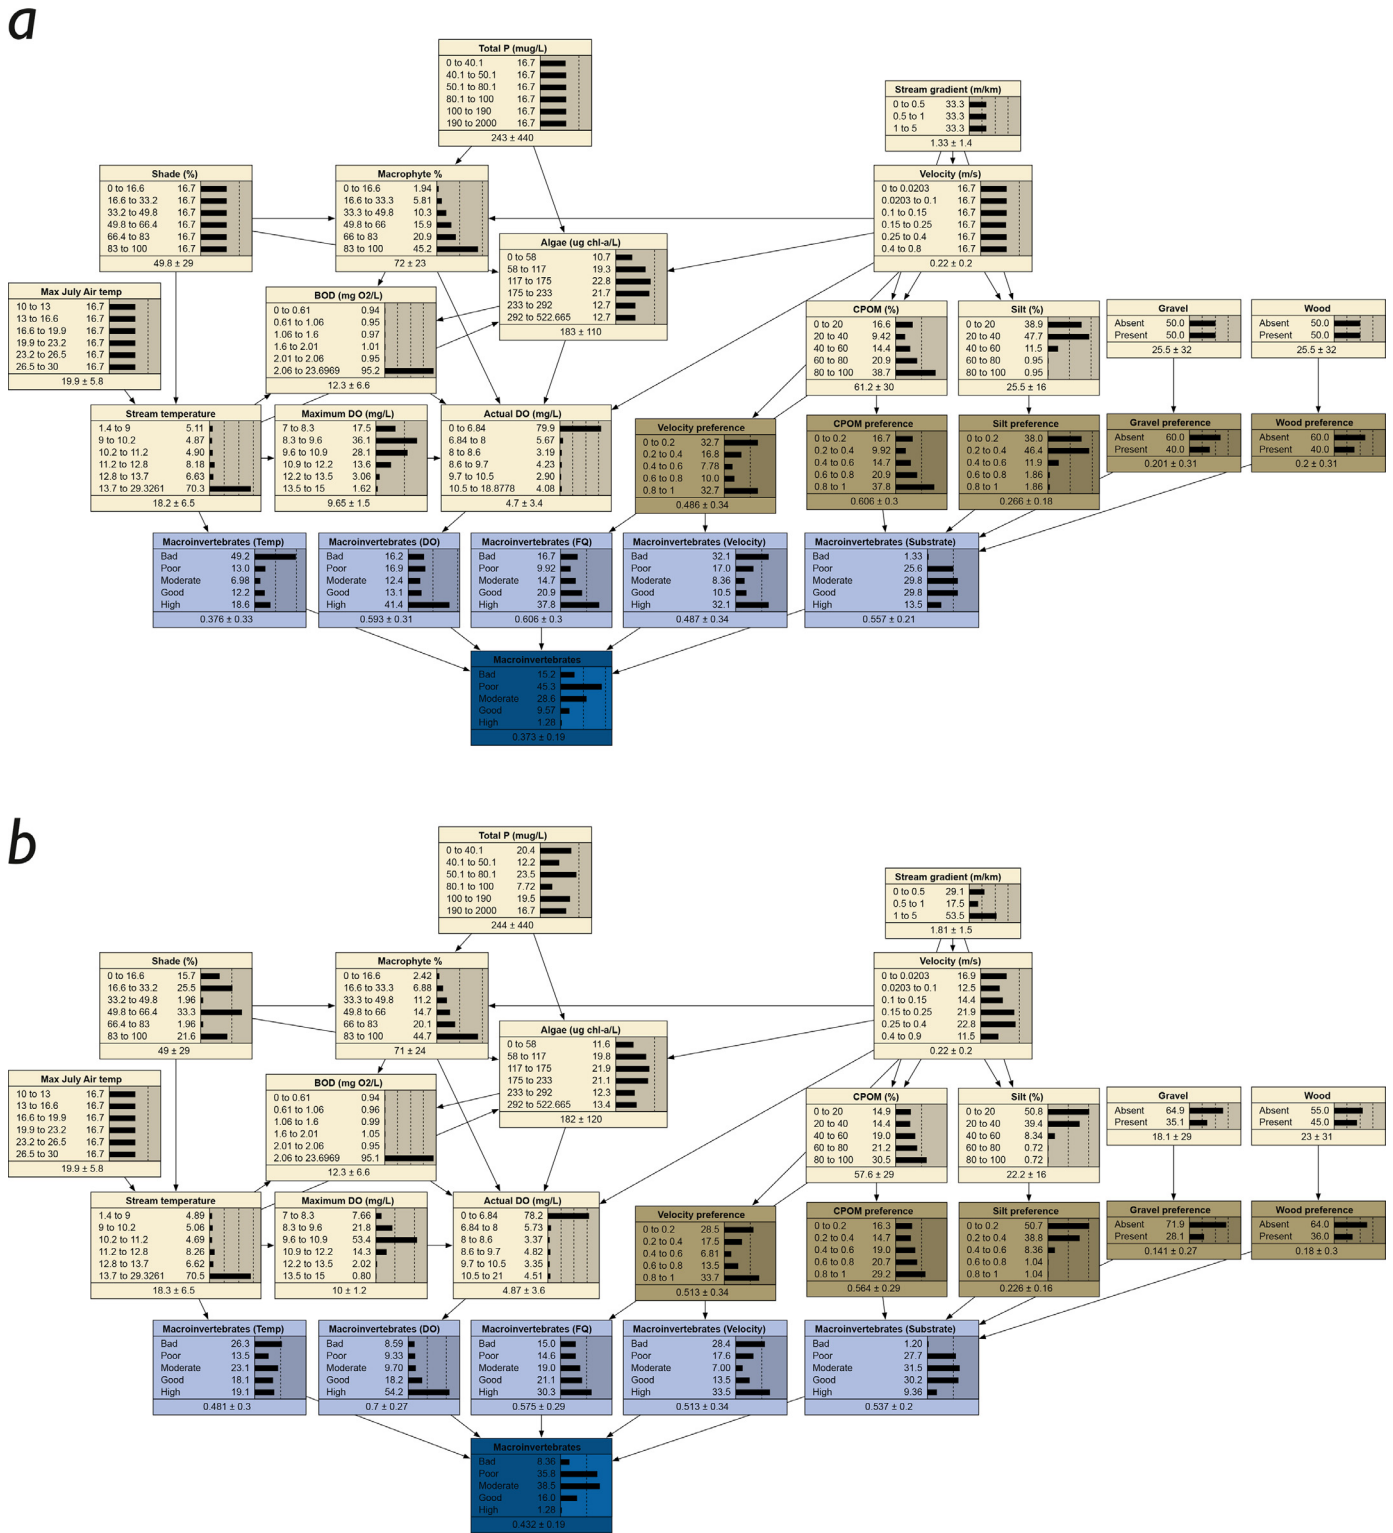 a
Total P (mug/L)
0 to 40.1 16.7
40.1 to 50.1 16.7
50.1 to 80.1 16.7
80.1 to 100 16.7
100 to 190 16.7
190 to 2000 16.7
243 ± 440
Stream gradient (m/km)
0 to 0.5 33.3
0.5 to 1 33.3
1 to 5 33.3
1.33 ± 1.4
Shade (%)
0 to 16.6 16.7
16.6 to 33.2 16.7
33.2 to 49.8 16.7
49.8 to 66.4 16.7
66.4 to 83 16.7
83 to 100 16.7
49.8 ± 29
Macrophyte %
0 to 16.6 1.94
16.6 to 33.3 5.81
33.3 to 49.8 10.3
49.8 to 66 15.9
66 to 83 20.9
83 to 100 45.2
72 ± 23
Velocity (m/s)
0 to 0.0203 16.7
0.0203 to 0.1 16.7
0.1 to 0.15 16.7
0.15 to 0.25 16.7
0.25 to 0.4 16.7
0.4 to 0.8 16.7
0.22 ± 0.2
Algae (ug chl-a/L)
0 to 58 10.7
58 to 117 19.3
117 to 175 22.8
175 to 233 21.7
233 to 292 12.7
292 to 522.665 12.7
183 ± 110
Max July Air temp
10 to 13 16.7
13 to 16.6 16.7
16.6 to 19.9 16.7
19.9 to 23.2 16.7
23.2 to 26.5 16.7
26.5 to 30 16.7
19.9 ± 5.8
BOD (mg O2/L)
0 to 0.61 0.94
0.61 to 1.06 0.95
1.06 to 1.6 0.97
1.6 to 2.01 1.01
2.01 to 2.06 0.95
2.06 to 23.6969 95.2
12.3 ± 6.6
CPOM (%)
0 to 20 16.6
20 to 40 9.42
40 to 60 14.4
60 to 80 20.9
80 to 100 38.7
61.2 ± 30
Silt (%)
0 to 20 38.9
20 to 40 47.7
40 to 60 11.5
60 to 80 0.95
80 to 100 0.95
25.5 ± 16
Gravel
Absent 50.0
Present 50.0
25.5 ± 32
Wood
Absent 50.0
Present 50.0
25.5 ± 32
Stream temperature
1.4 to 9 5.11
9 to 10.2 4.87
10.2 to 11.2 4.90
11.2 to 12.8 8.18
12.8 to 13.7 6.63
13.7 to 29.3261 70.3
18.2 ± 6.5
Maximum DO (mg/L)
7 to 8.3 17.5
8.3 to 9.6 36.1
9.6 to 10.9 28.1
10.9 to 12.2 13.6
12.2 to 13.5 3.06
13.5 to 15 1.62
9.65 ± 1.5
Actual DO (mg/L)
0 to 6.84 79.9
6.84 to 8 5.67
8 to 8.6 3.19
8.6 to 9.7 4.23
9.7 to 10.5 2.90
10.5 to 18.8778 4.08
4.7 ± 3.4
Velocity preference
0 to 0.2 32.7
0.2 to 0.4 16.8
0.4 to 0.6 7.78
0.6 to 0.8 10.0
0.8 to 1 32.7
0.486 ± 0.34
CPOM preference
0 to 0.2 16.7
0.2 to 0.4 9.92
0.4 to 0.6 14.7
0.6 to 0.8 20.9
0.8 to 1 37.8
0.606 ± 0.3
Silt preference
0 to 0.2 38.0
0.2 to 0.4 46.4
0.4 to 0.6 11.9
0.6 to 0.8 1.86
0.8 to 1 1.86
0.266 ± 0.18
Gravel preference
Absent 60.0
Present 40.0
0.201 ± 0.31
Wood preference
Absent 60.0
Present 40.0
0.2 ± 0.31
Macroinvertebrates (Temp)
Bad 49.2
Poor 13.0
Moderate 6.98
Good 12.2
High 18.6
0.376 ± 0.33
Macroinvertebrates (DO)
Bad 16.2
Poor 16.9
Moderate 12.4
Good 13.1
High 41.4
0.593 ± 0.31
Macroinvertebrates (FQ)
Bad 16.7
Poor 9.92
Moderate 14.7
Good 20.9
High 37.8
0.606 ± 0.3
Macroinvertebrates (Velocity)
Bad 32.1
Poor 17.0
Moderate 8.36
Good 10.5
High 32.1
0.487 ± 0.34
Macroinvertebrates (Substrate)
Bad 1.33
Poor 25.6
Moderate 29.8
Good 29.8
High 13.5
0.557 ± 0.21
Macroinvertebrates
Bad 15.2
Poor 45.3
Moderate 28.6
Good 9.57
High 1.28
0.373 ± 0.19
b
Total P (mug/L)
0 to 40.1 20.4
40.1 to 50.1 12.2
50.1 to 80.1 23.5
80.1 to 100 7.72
100 to 190 19.5
190 to 2000 16.7
244 ± 440
Stream gradient (m/km)
0 to 0.5 29.1
0.5 to 1 17.5
1 to 5 53.5
1.81 ± 1.5
Shade (%)
0 to 16.6 15.7
16.6 to 33.2 25.5
33.2 to 49.8 1.96
49.8 to 66.4 33.3
66.4 to 83 1.96
83 to 100 21.6
49 ± 29
Macrophyte %
0 to 16.6 2.42
16.6 to 33.3 6.88
33.3 to 49.8 11.2
49.8 to 66 14.7
66 to 83 20.1
83 to 100 44.7
71 ± 24
Velocity (m/s)
0 to 0.0203 16.9
0.0203 to 0.1 12.5
0.1 to 0.15 14.4
0.15 to 0.25 21.9
0.25 to 0.4 22.8
0.4 to 0.9 11.5
0.22 ± 0.2
Algae (ug chl-a/L)
0 to 58 11.6
58 to 117 19.8
117 to 175 21.9
175 to 233 21.1
233 to 292 12.3
292 to 522.665 13.4
182 ± 120
Max July Air temp
10 to 13 16.7
13 to 16.6 16.7
16.6 to 19.9 16.7
19.9 to 23.2 16.7
23.2 to 26.5 16.7
26.5 to 30 16.7
19.9 ± 5.8
BOD (mg O2/L)
0 to 0.61 0.94
0.61 to 1.06 0.96
1.06 to 1.6 0.99
1.6 to 2.01 1.05
2.01 to 2.06 0.95
2.06 to 23.6969 95.1
12.3 ± 6.6
CPOM (%)
0 to 20 14.9
20 to 40 14.4
40 to 60 19.0
60 to 80 21.2
80 to 100 30.5
57.6 ± 29
Silt (%)
0 to 20 50.8
20 to 40 39.4
40 to 60 8.34
60 to 80 0.72
80 to 100 0.72
22.2 ± 16
Gravel
Absent 64.9
Present 35.1
18.1 ± 29
Wood
Absent 55.0
Present 45.0
23 ± 31
Stream temperature
1.4 to 9 4.89
9 to 10.2 5.06
10.2 to 11.2 4.69
11.2 to 12.8 8.26
12.8 to 13.7 6.62
13.7 to 29.3261 70.5
18.3 ± 6.5
Maximum DO (mg/L)
7 to 8.3 7.66
8.3 to 9.6 21.8
9.6 to 10.9 53.4
10.9 to 12.2 14.3
12.2 to 13.5 2.02
13.5 to 15 0.80
10 ± 1.2
Actual DO (mg/L)
0 to 6.84 78.2
6.84 to 8 5.73
8 to 8.6 3.37
8.6 to 9.7 4.82
9.7 to 10.5 3.35
10.5 to 21 4.51
4.87 ± 3.6
Velocity preference
0 to 0.2 28.5
0.2 to 0.4 17.5
0.4 to 0.6 6.81
0.6 to 0.8 13.5
0.8 to 1 33.7
0.513 ± 0.34
CPOM preference
0 to 0.2 16.3
0.2 to 0.4 14.7
0.4 to 0.6 19.0
0.6 to 0.8 20.7
0.8 to 1 29.2
0.564 ± 0.29
Silt preference
0 to 0.2 50.7
0.2 to 0.4 38.8
0.4 to 0.6 8.36
0.6 to 0.8 1.04
0.8 to 1 1.04
0.226 ± 0.16
Gravel preference
Absent 71.9
Present 28.1
0.141 ± 0.27
Wood preference
Absent 64.0
Present 36.0
0.18 ± 0.3
Macroinvertebrates (Temp)
Bad 26.3
Poor 13.5
Moderate 23.1
Good 18.1
High 19.1
0.481 ± 0.3
Macroinvertebrates (DO)
Bad 8.59
Poor 9.33
Moderate 9.70
Good 18.2
High 54.2
0.7 ± 0.27
Macroinvertebrates (FQ)
Bad 15.0
Poor 14.6
Moderate 19.0
Good 21.1
High 30.3
0.575 ± 0.29
Macroinvertebrates (Velocity)
Bad 28.4
Poor 17.6
Moderate 7.00
Good 13.5
High 33.5
0.513 ± 0.34
Macroinvertebrates (Substrate)
Bad 1.20
Poor 27.7
Moderate 31.5
Good 30.2
High 9.36
0.537 ± 0.2
Macroinvertebrates
Bad 8.36
Poor 35.8
Moderate 38.5
Good 16.0
High 1.28
0.432 ± 0.19